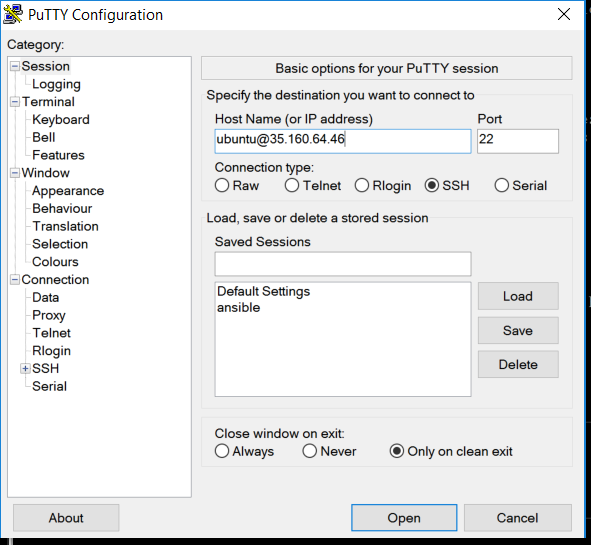 PuTTY Configuration
Category:
Session
Logging
Terminal
Keyboard
Bell
Features
Window
Appearance
Behaviour
Translation
Selection
Colours
Connection
Data
Proxy
Telnet
Rlogin
SSH
Serial
Basic options for your PuTTY session
Specify the destination you want to connect to
Host Name (or IP address) Port
ubuntu@35.160.64.46 22
Connection type:
Raw Telnet Rlogin SSH Serial
Load, save or delete a stored session
Saved Sessions
Default Settings
ansible
Load
Save
Delete
Close window on exit:
Always Never Only on clean exit
About Open Cancel